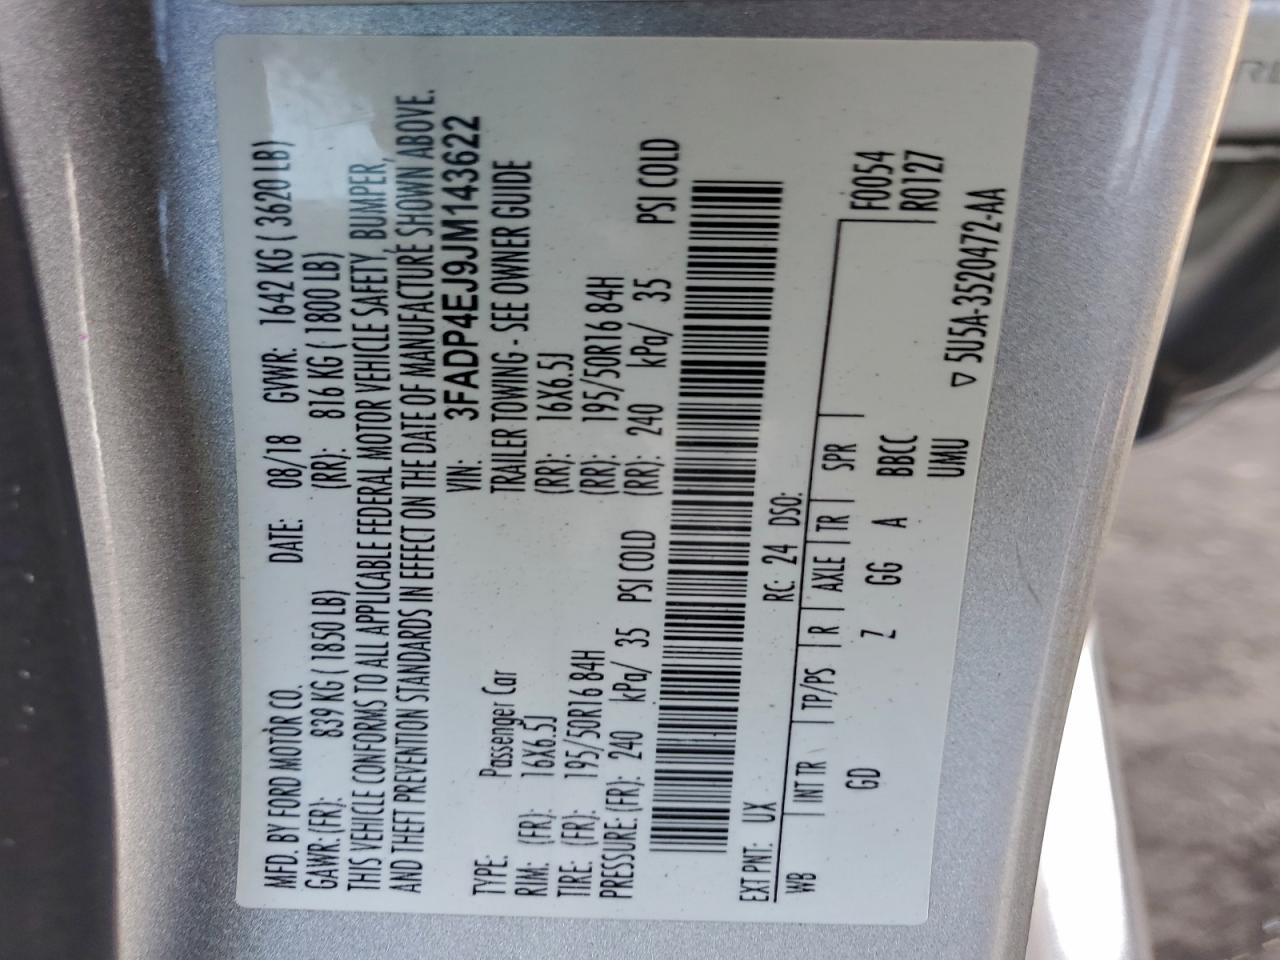 MFD. BY FORD MOTOR CO. DATE: 08/18 GVWR: 1642 KG ( 3620 LB)
GAWR: (FR): 839 KG ( 1850 LB) (RR): 816 KG ( 1800 LB)
THIS VEHICLE CONFORMS TO ALL APPLICABLE FEDERAL MOTOR VEHICLE SAFETY, BUMPER,
AND THEFT PREVENTION STANDARDS IN EFFECT ON THE DATE OF MANUFACTURE SHOWN ABOVE.
VIN: 3FADP4EJ9JM143622
TYPE: Passenger Car TRAILER TOWING - SEE OWNER GUIDE
RIM: (FR): 16X6.5J (RR): 16X6.5J
TIRE: (FR): 195/50R16 84H (RR): 195/50R16 84H
PRESSURE: (FR): 240 kPa/ 35 PSI COLD (RR): 240 kPa/ 35 PSI COLD
EXT PNT: UX RC: 24 DSO:
WB INT TR TP/PS R AXLE TR SPR F0054
GD Z GG A BBCC R0127
UMU
▽ 5U5A-3520472-AA